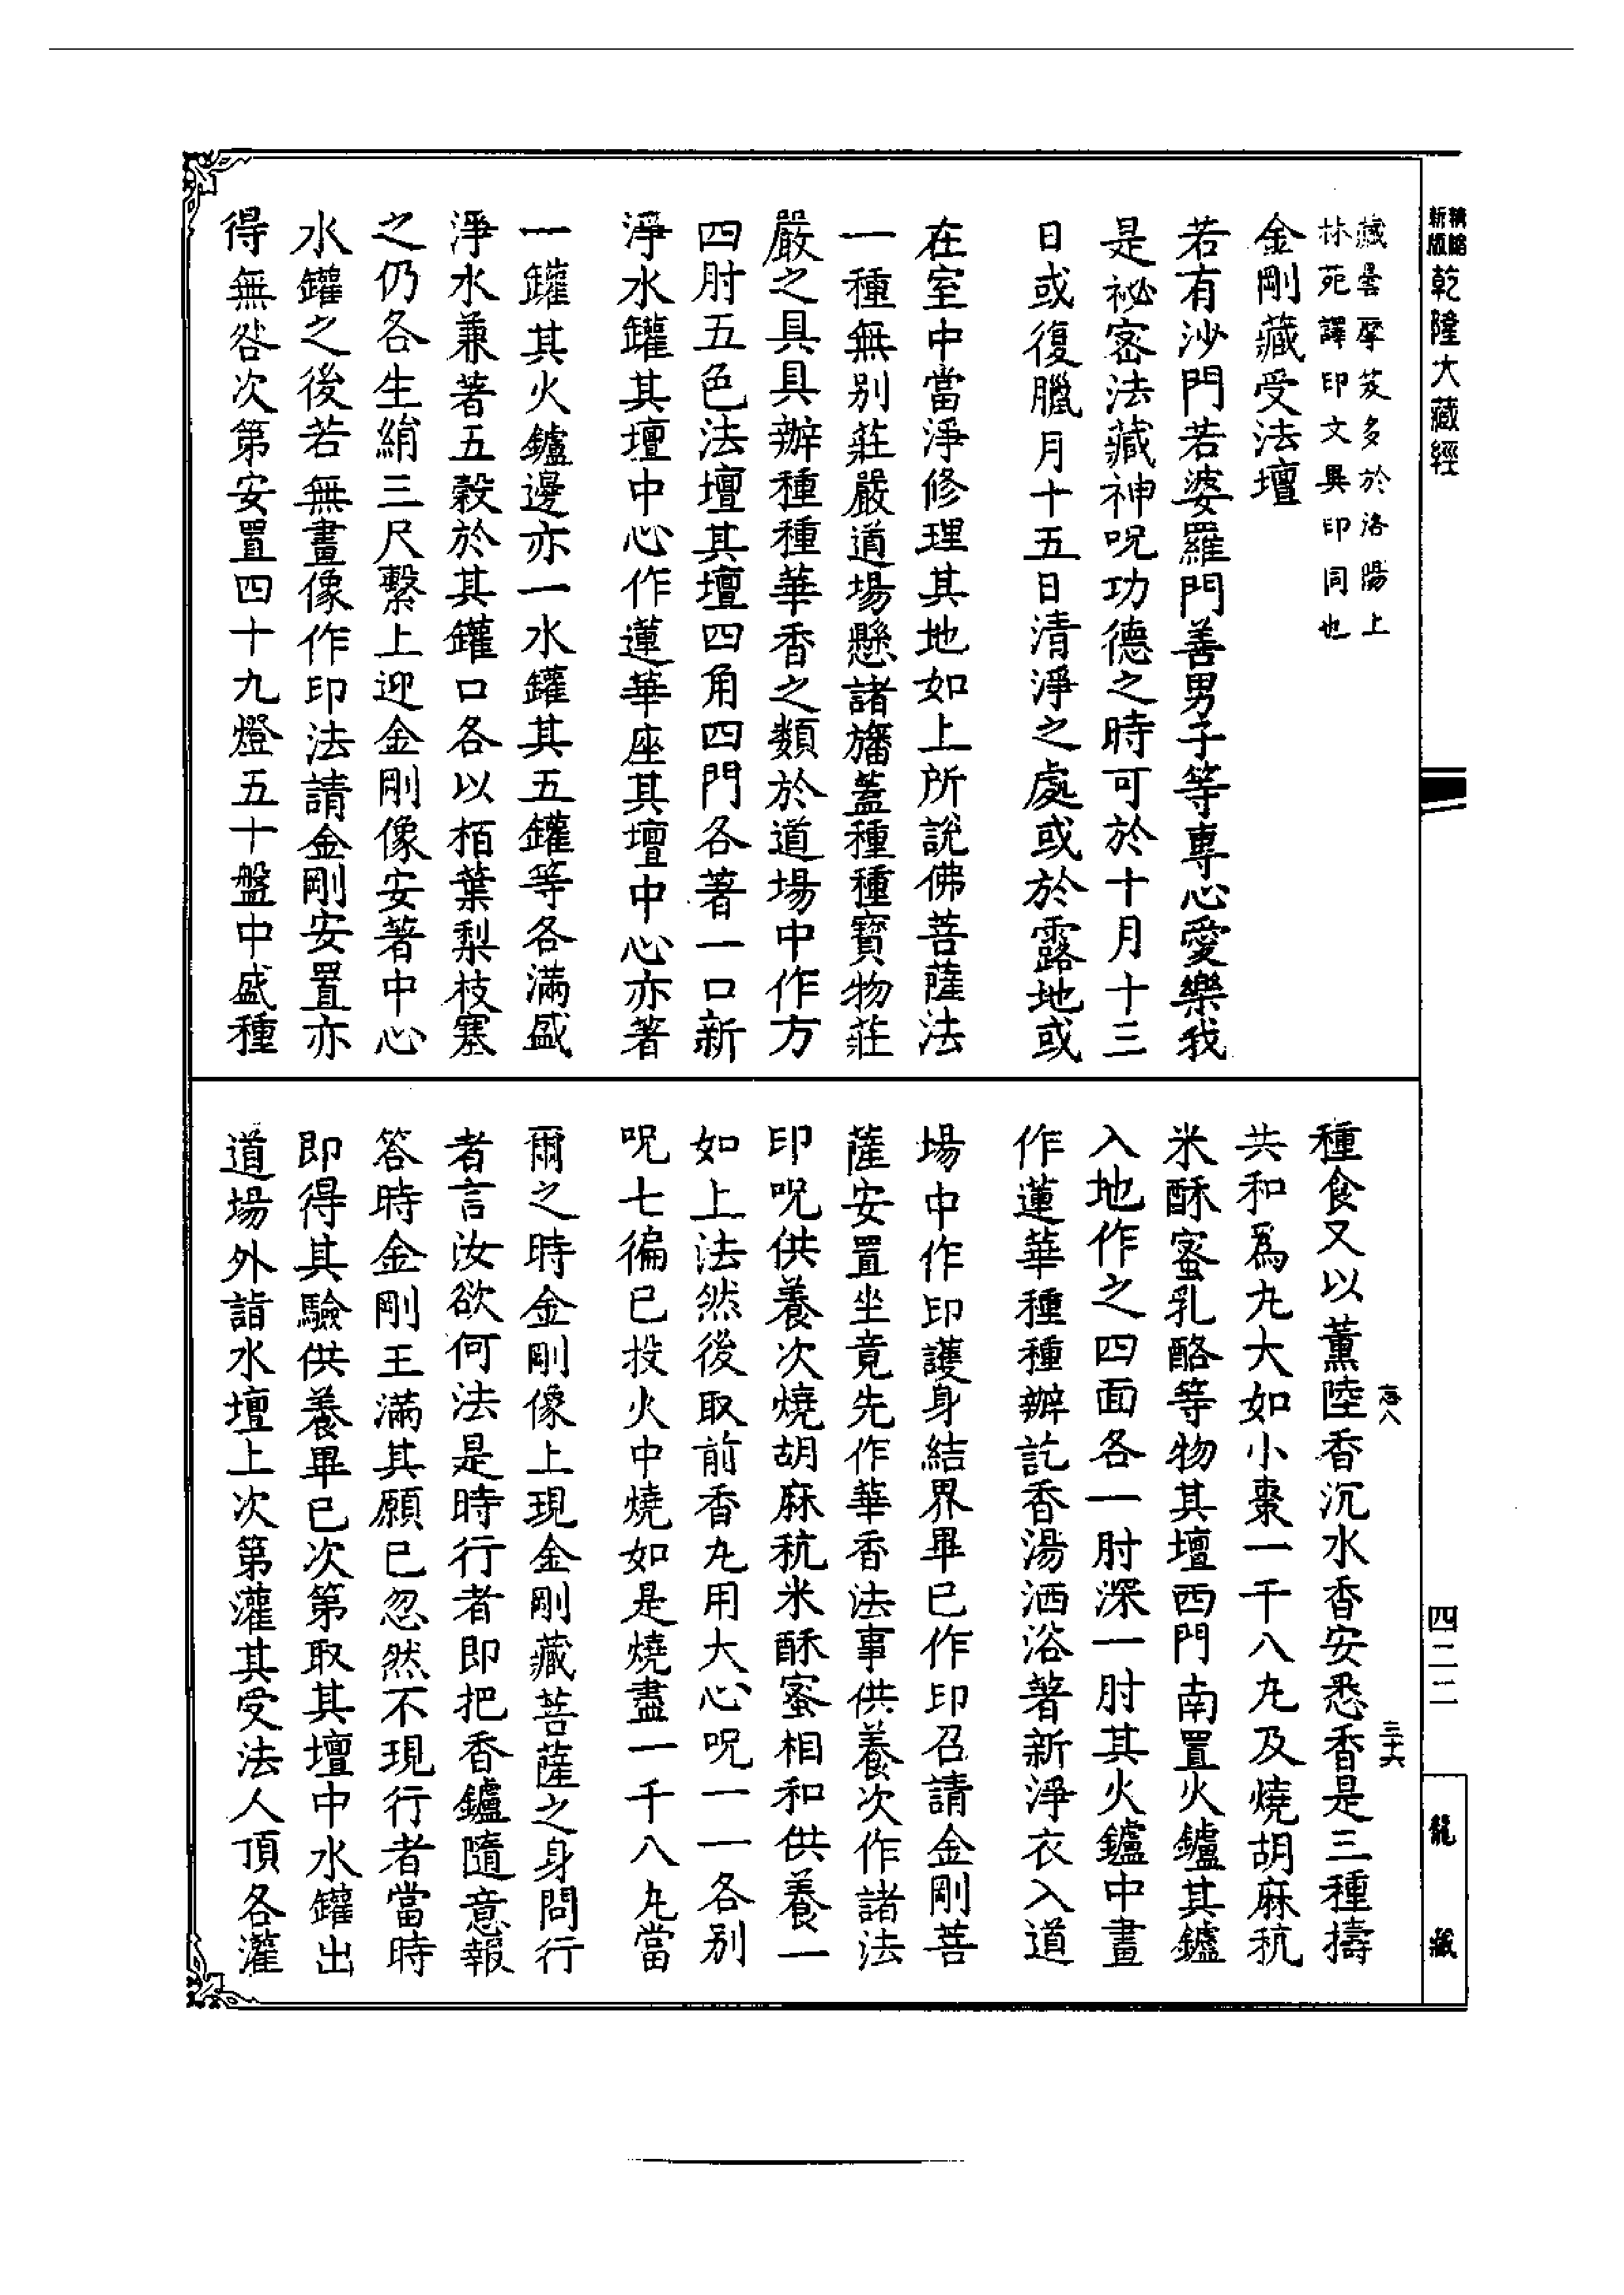 精縮新版
乾隆大藏經
藏曇摩笈多於洛陽上
林苑譯印文異印同也
金剛藏受法壇
若有沙門若婆羅門善男子等專心愛樂我
是祕密法藏神呪功德之時可於十月十三
日或復臘月十五日清淨之處或於露地或
在室中當淨修理其地如上所說佛菩薩法
一種無別莊嚴道場懸諸旛蓋種種寶物莊
嚴之具具辦種種華香之類於道場中作方
四肘五色法壇其壇四角四門各著一口新
淨水罐其壇中心作蓮華座其壇中心亦著
一罐其火鑪邊亦一水罐其五罐等各滿盛
淨水兼著五穀於其罐口各以栢葉梨枝塞
之仍各生絹三尺繫上迎金剛像安著中心
水罐之後若無畫像作印法請金剛安置亦
得無咎次第安置四十九燈五十盤中盛種
種食又以薰陸香沉水香安悉香是三種擣
共和為丸大如小棗一千八丸及燒胡麻秔
米酥蜜乳酪等物其壇西門南置火鑪其鑪
入地作之四面各一肘深一肘其火鑪中畫
作蓮華種種辦訖香湯洒浴著新淨衣入道
場中作印護身結界畢已作印召請金剛菩
薩安置坐竟先作華香法事供養次作諸法
印呪供養次燒胡麻秔米酥蜜相和供養一
如上法然後取前香丸用大心呪一一各別
呪七徧已投火中燒如是燒盡一千八丸當
爾之時金剛像上現金剛藏菩薩之身問行
者言汝欲何法是時行者即把香鑪隨意報
答時金剛王滿其願已忽然不現行者當時
即得其驗供養畢已次第取其壇中水罐出
道場外詣水壇上次第灌其受法人頂各灌
三十六
四二二
龍藏